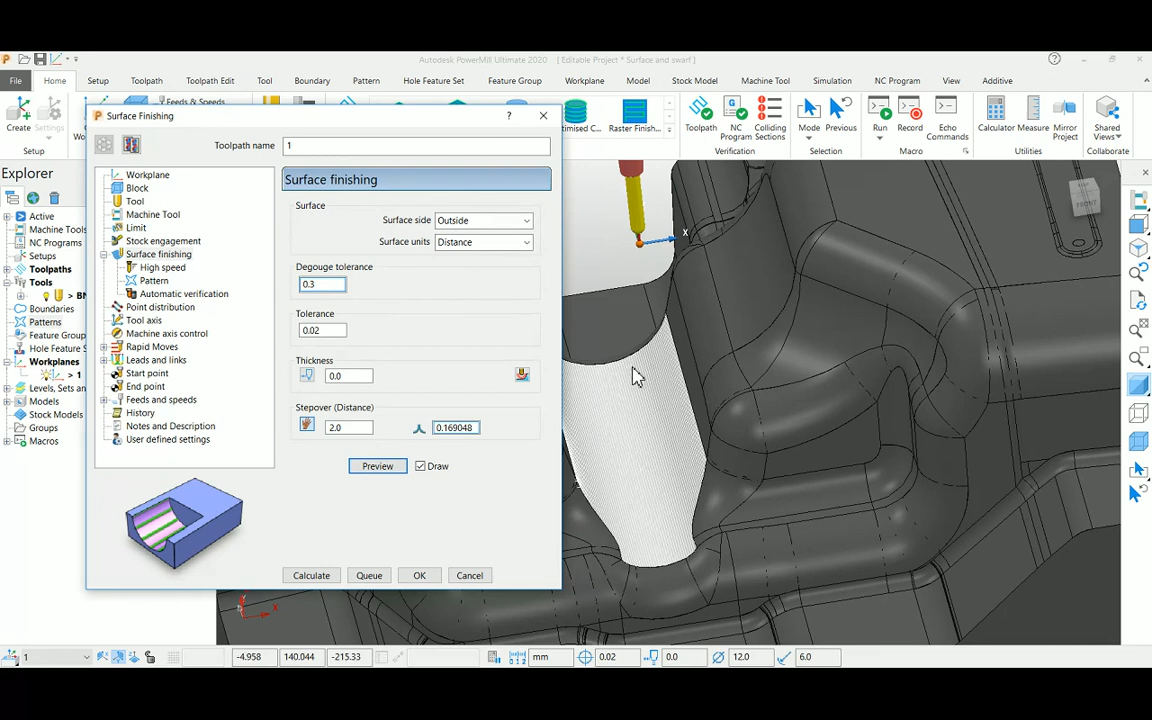 Autodesk PowerMill Ultimate 2020 [ Editable Project * Surface and swarf ]
File Home Setup Toolpath Toolpath Edit Tool Boundary Pattern Hole Feature Set Feature Group Workplane Model Stock Model Machine Tool Simulation NC Program View Additive
Feeds & Speeds
Create Settings Optimised C... Raster Finish... Toolpath NC Program Colliding Sections Mode Previous Run Record Echo Commands Calculator Measure Mirror Project Shared Views
Setup Verification Selection Macro Utilities Collaborate
Explorer
Active
Machine Tools
NC Programs
Setups
Toolpaths
Tools
> BN
Boundaries
Patterns
Feature Group
Hole Feature S
Workplanes
> 1
Levels, Sets an
Models
Stock Models
Groups
Macros
Surface Finishing ?
Toolpath name 1
Workplane
Block
Tool
Machine Tool
Limit
Stock engagement
Surface finishing
High speed
Pattern
Automatic verification
Point distribution
Tool axis
Machine axis control
Rapid Moves
Leads and links
Start point
End point
Feeds and speeds
History
Notes and Description
User defined settings
Surface finishing
Surface
Surface side Outside
Surface units Distance
Degouge tolerance
0.3
Tolerance
0.02
Thickness
0.0
Stepover (Distance)
2.0 0.169048
Preview Draw
Calculate Queue OK Cancel
X
FRONT
X
1 -4.958 140.044 -215.33 mm 0.02 0.0 12.0 6.0